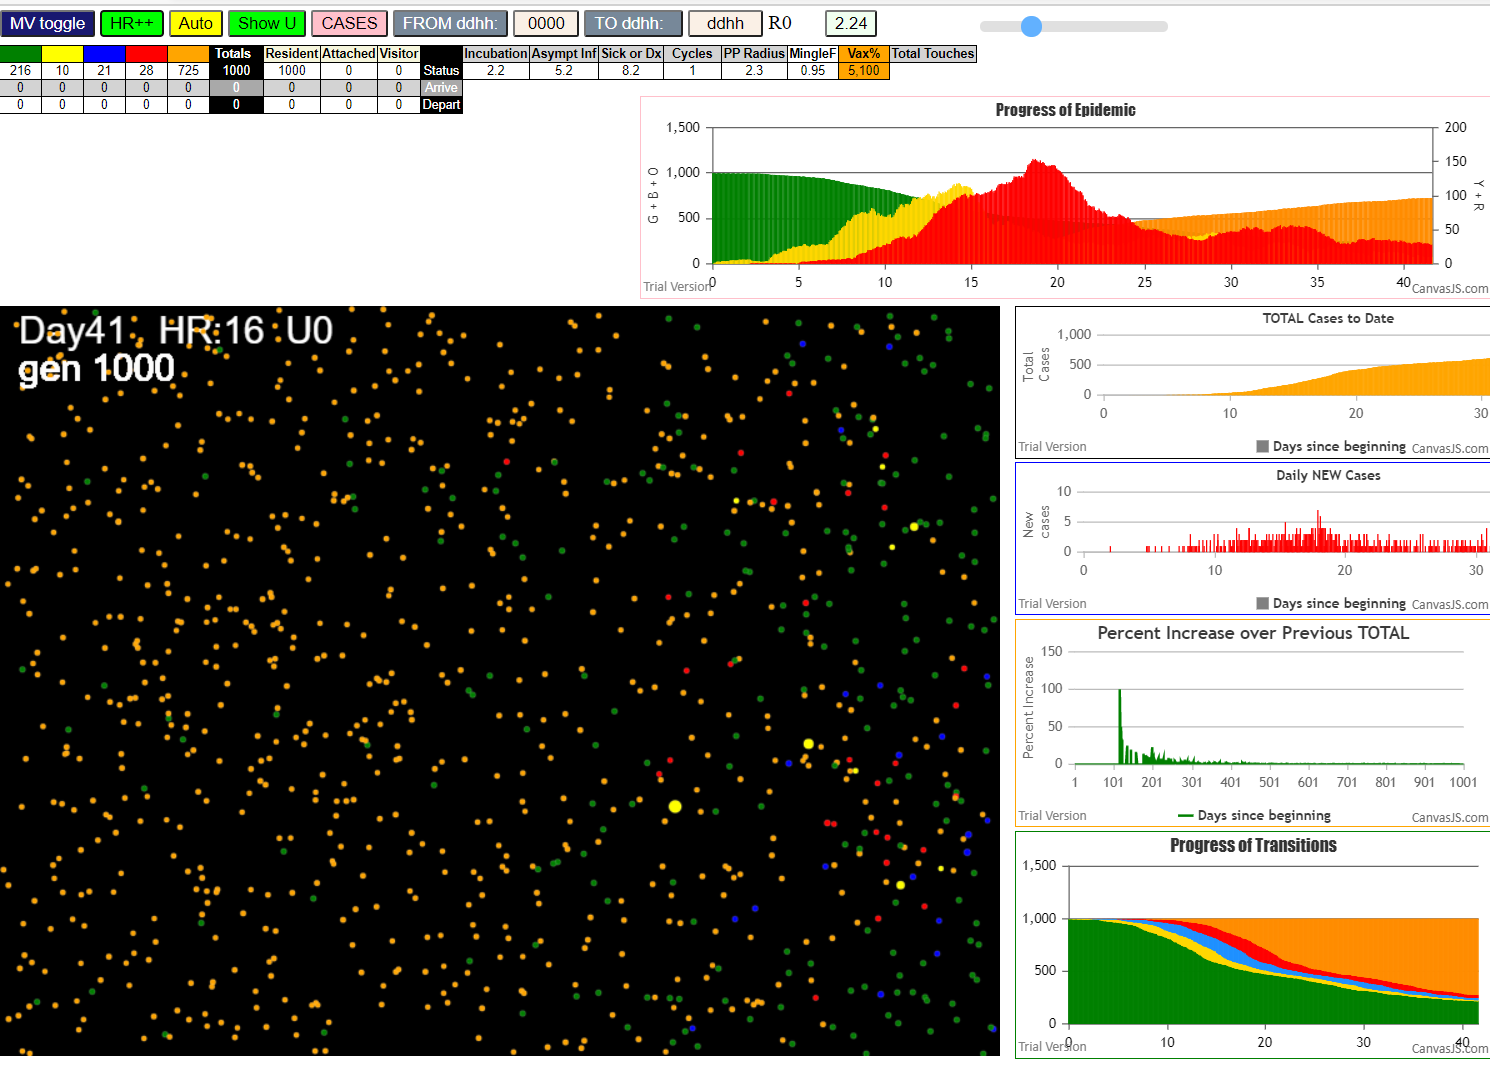 MV toggle HR++ Auto Show U CASES FROM ddhh: 0000 TO ddhh: ddhh R0 2.24
Totals Resident Attached Visitor Incubation Asympt Inf Sick or Dx Cycles PP Radius MingleF Vax% Total Touches
216 10 21 28 725 1000 1000 0 0 Status 2.2 5.2 8.2 1 2.3 0.95 5,100
0 0 0 0 0 0 0 0 0 Arrive
0 0 0 0 0 0 0 0 0 Depart
Progress of Epidemic
1,500 200
150
1,000
100
500
50
0 0
G + B + O
Y + R
0 5 10 15 20 25 30 35 40
Trial Version CanvasJS.com
Day41 HR:16 U0
gen 1000
TOTAL Cases to Date
Total
Cases
1,000
500
0
0 10 20 30
Days since beginning
Trial Version CanvasJS.com
Daily NEW Cases
New
cases
10
5
0
0 10 20 30
Trial Version Days since beginning CanvasJS.com
Percent Increase over Previous TOTAL
Percent Increase
150
100
50
0
1 101 201 301 401 501 601 701 801 901 1001
Trial Version Days since beginning CanvasJS.com
Progress of Transitions
1,500
1,000
500
0
0 10 20 30 40
Trial Version CanvasJS.com